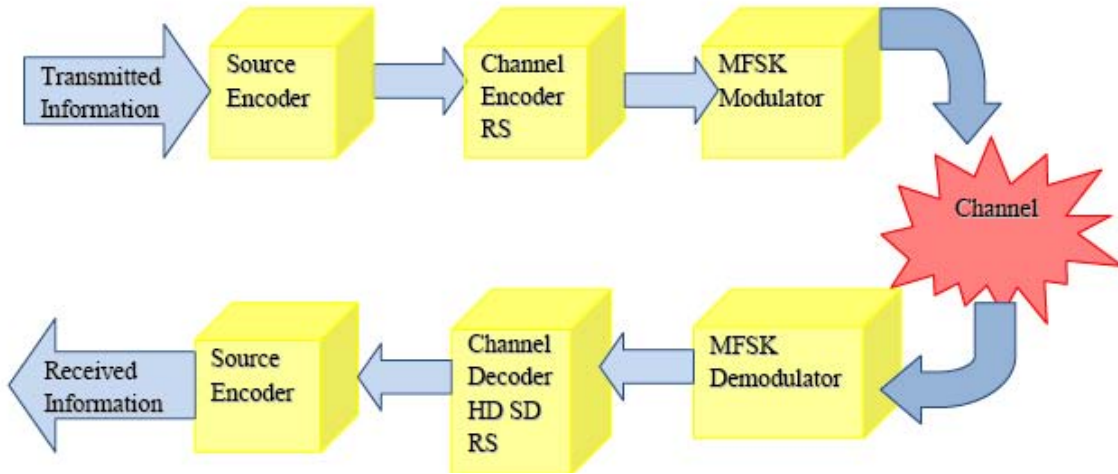 Transmitted
Information
Source
Encoder
Channel
Encoder
RS
MFSK
Modulator
Channel
Received
Information
Source
Encoder
Channel
Decoder
HD SD
RS
MFSK
Demodulator